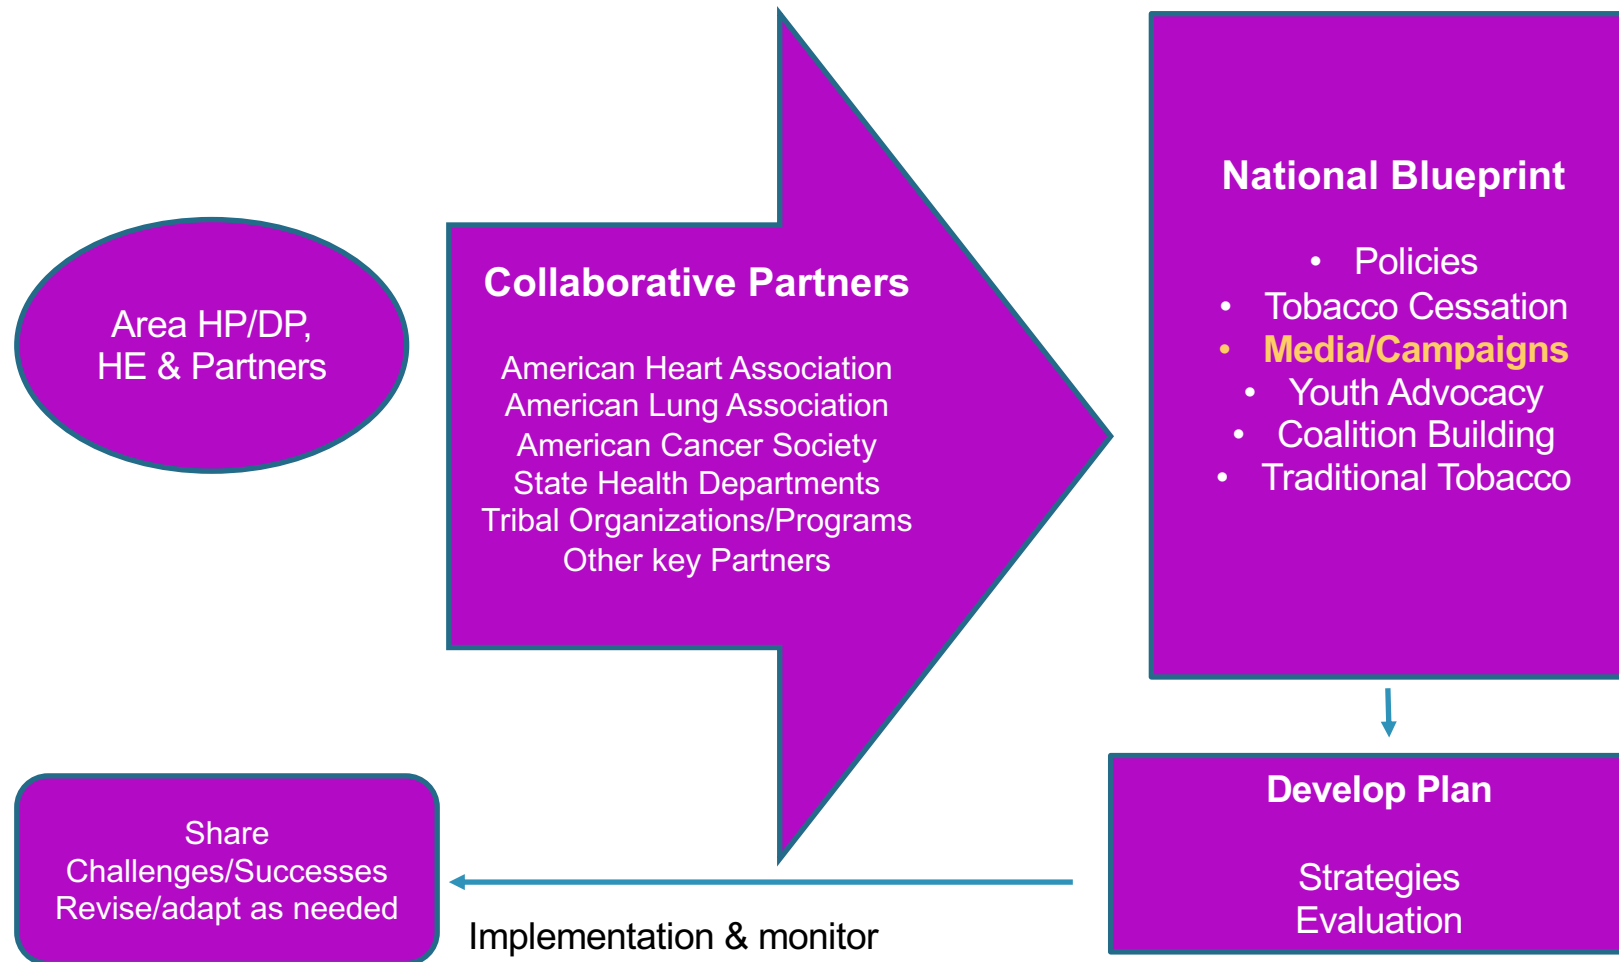 Area HP/DP,
HE & Partners
Collaborative Partners
American Heart Association
American Lung Association
American Cancer Society
State Health Departments
Tribal Organizations/Programs
Other key Partners
National Blueprint
• Policies
• Tobacco Cessation
• Media/Campaigns
• Youth Advocacy
• Coalition Building
• Traditional Tobacco
Develop Plan
Strategies
Evaluation
Implementation & monitor
Share
Challenges/Successes
Revise/adapt as needed